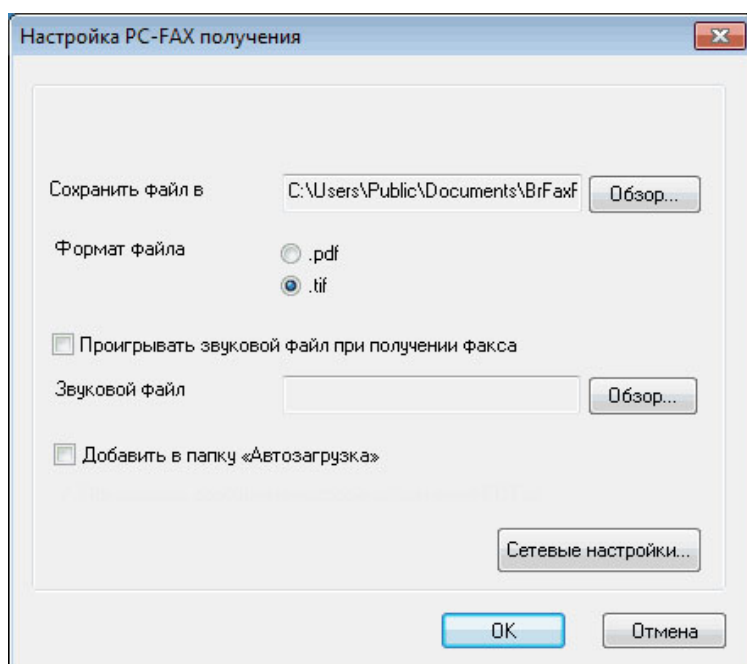 Настройка PC-FAX получения
Сохранить файл в C:\Users\Public\Documents\BrFaxF Обзор...
Формат файла .pdf
.tif
Проигрывать звуковой файл при получении факса
Звуковой файл Обзор...
Добавить в папку «Автозагрузка»
Сетевые настройки...
OK Отмена